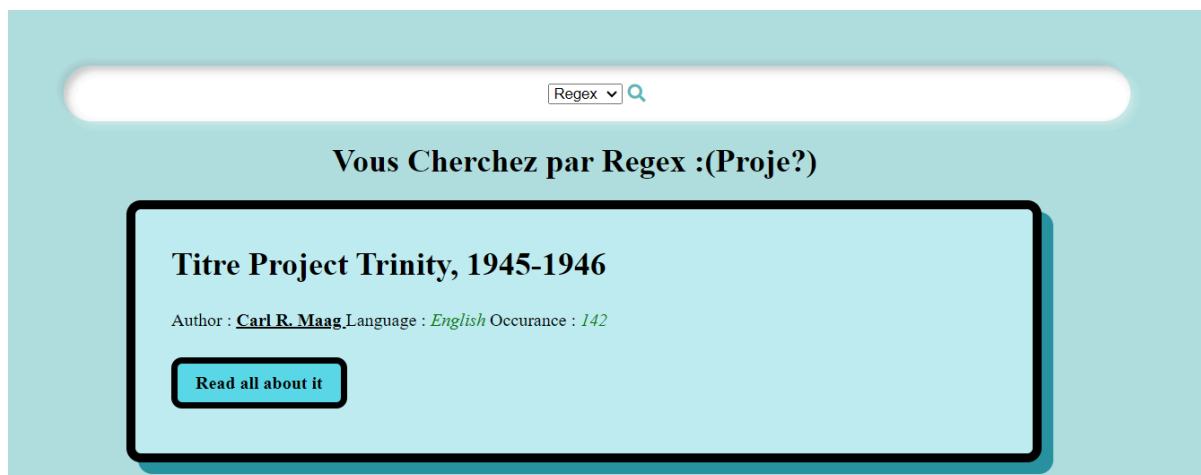 Regex
Vous Cherchez par Regex :(Proje?)
Titre Project Trinity, 1945-1946
Author : Carl R. Maag Language : English Occurance : 142
Read all about it